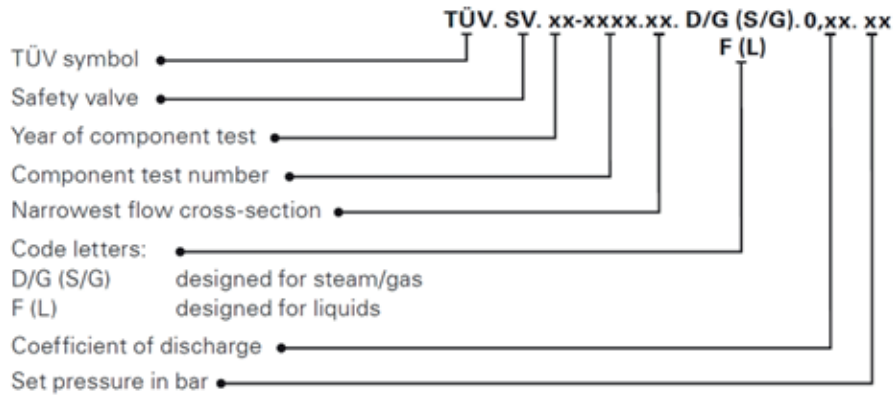 TÜV. SV. xx-xxxx.xx. D/G (S/G). 0,xx. xx
F (L)
TÜV symbol
Safety valve
Year of component test
Component test number
Narrowest flow cross-section
Code letters:
D/G (S/G) designed for steam/gas
F (L) designed for liquids
Coefficient of discharge
Set pressure in bar